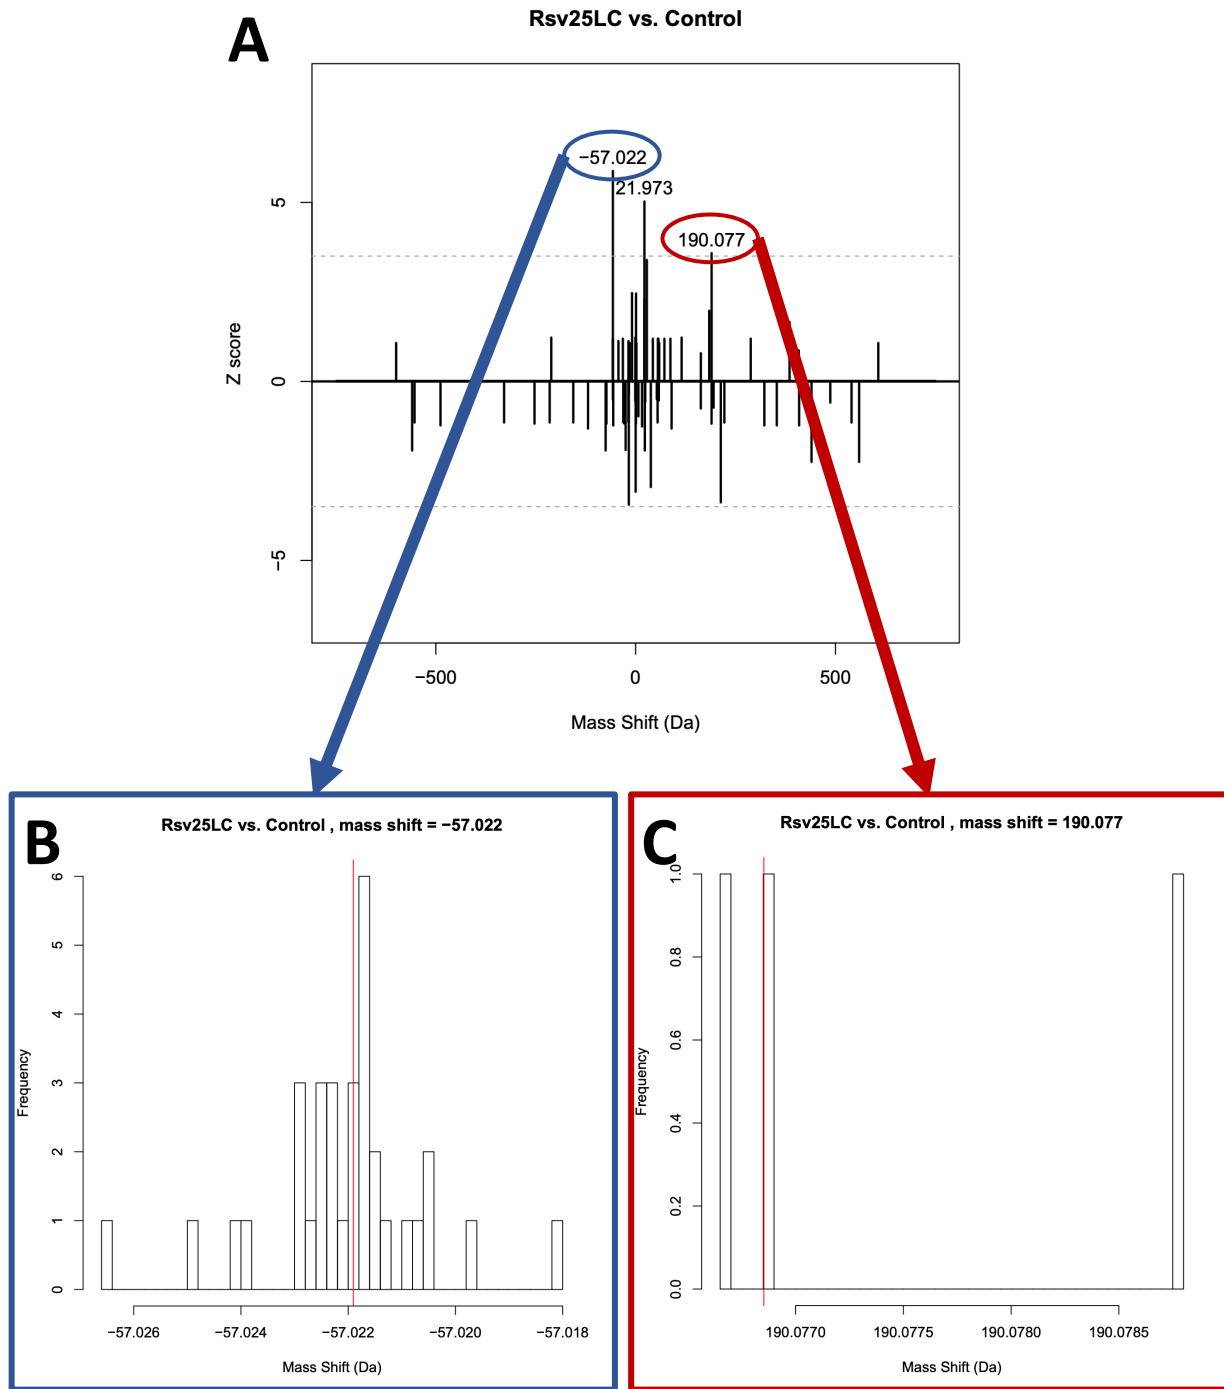 Rsv25LC vs. Control
A
−57.022
21.973
190.077
5
0
−5
Z score
−500 0 500
Mass Shift (Da)
B
Rsv25LC vs. Control , mass shift = −57.022
6
5
4
3
2
1
0
Frequency
−57.026 −57.024 −57.022 −57.020 −57.018
Mass Shift (Da)
C
Rsv25LC vs. Control , mass shift = 190.077
1.0
0.8
0.6
0.4
0.2
0.0
Frequency
190.0770 190.0775 190.0780 190.0785
Mass Shift (Da)